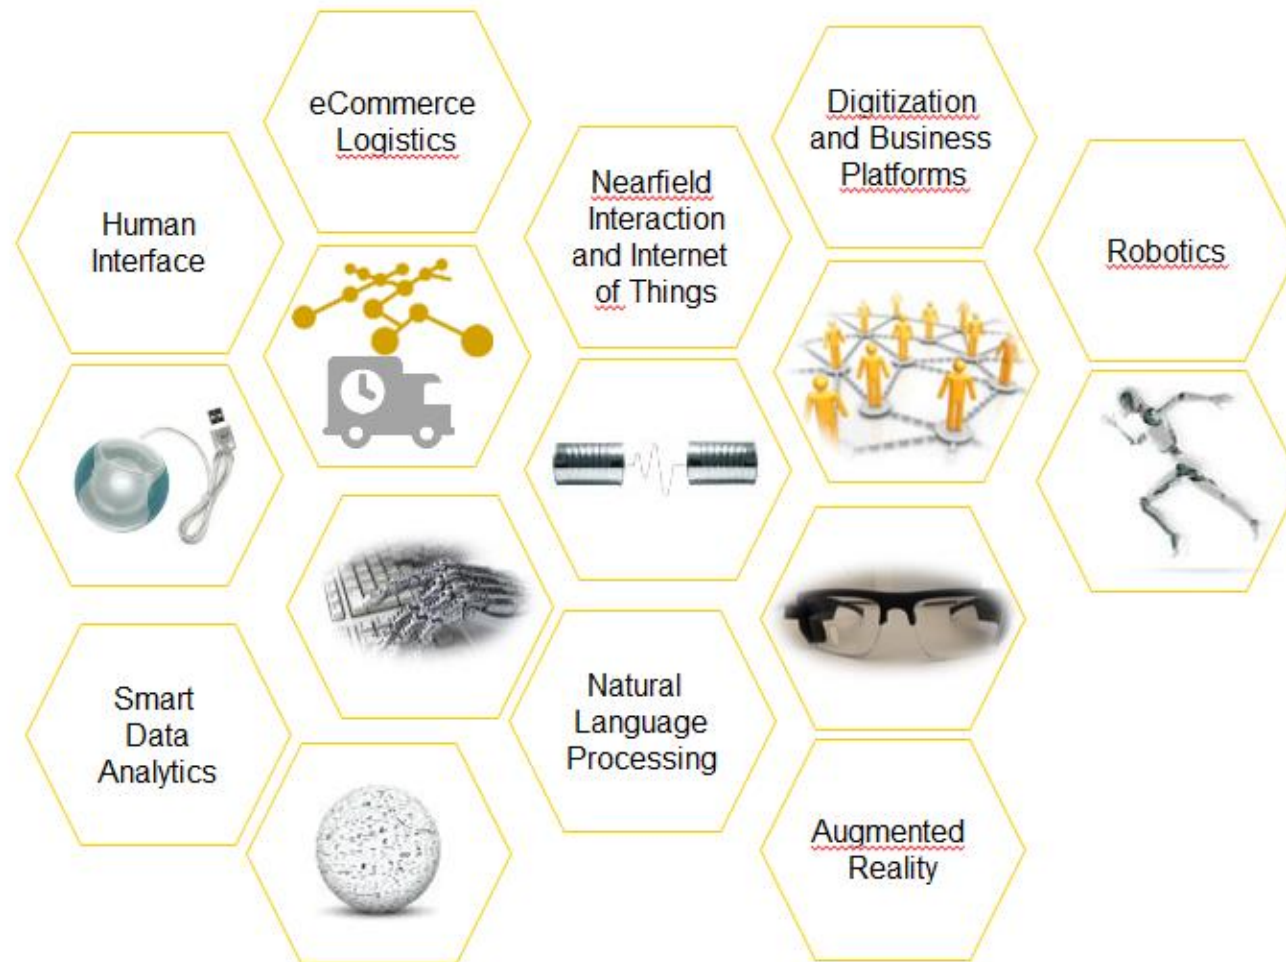 eCommerce
Logistics
Digitization
and Business
Platforms
Human
Interface
Nearfield
Interaction
and Internet
of Things
Robotics
Smart
Data
Analytics
Natural
Language
Processing
Augmented
Reality